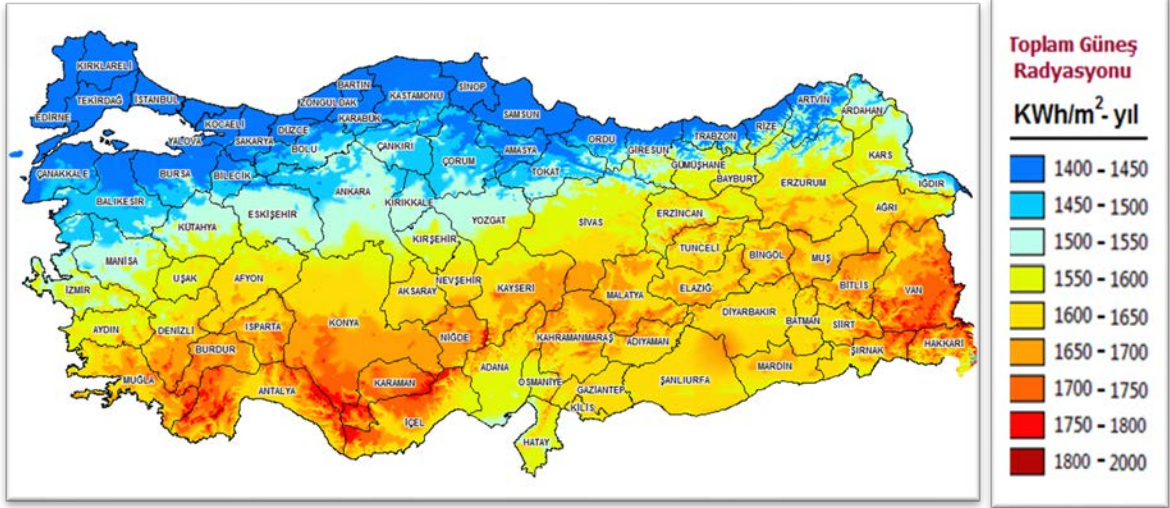 KIRKLARELİ
TEKİRDAĞ
İSTANBUL
EDİRNE
KOCAELİ
YALOVA
SAKARYA
DÜZCE
BOLU
ZONGULDAK
BARTIN
KARABÜK
KASTAMONU
SİNOP
SAMSUN
ÇANKIRI
ÇORUM
AMASYA
TOKAT
ORDU
GİRESUN
TRABZON
RİZE
ARTVİN
ARDAHAN
GÜMÜŞHANE
BAYBURT
ERZURUM
KARS
IĞDIR
AĞRI
ÇANAKKALE
BALIKESİR
BURSA
BİLECİK
KÜTAHYA
ESKİŞEHİR
ANKARA
KIRIKKALE
KIRŞEHİR
YOZGAT
SİVAS
ERZİNCAN
TUNCELİ
BİNGÖL
MUŞ
BİTLİS
VAN
MANİSA
İZMİR
UŞAK
AFYON
AKSARAY
NEVŞEHİR
KAYSERİ
MALATYA
ELAZIĞ
DİYARBAKIR
BATMAN
SİİRT
AYDIN
DENİZLİ
ISPARTA
BURDUR
KONYA
NİĞDE
KAHRAMANMARAŞ
ADIYAMAN
MARDİN
ŞIRNAK
HAKKARİ
MUĞLA
ANTALYA
KARAMAN
İÇEL
ADANA
OSMANİYE
GAZİANTEP
KİLİS
ŞANLIURFA
HATAY
Toplam Güneş
Radyasyonu
KWh/m²- yıl
1400 - 1450
1450 - 1500
1500 - 1550
1550 - 1600
1600 - 1650
1650 - 1700
1700 - 1750
1750 - 1800
1800 - 2000